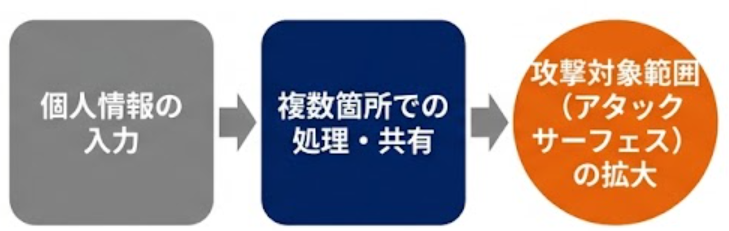 個人情報の
入力
複数箇所での
処理・共有
攻撃対象範囲
（アタック
サーフェス）
の拡大